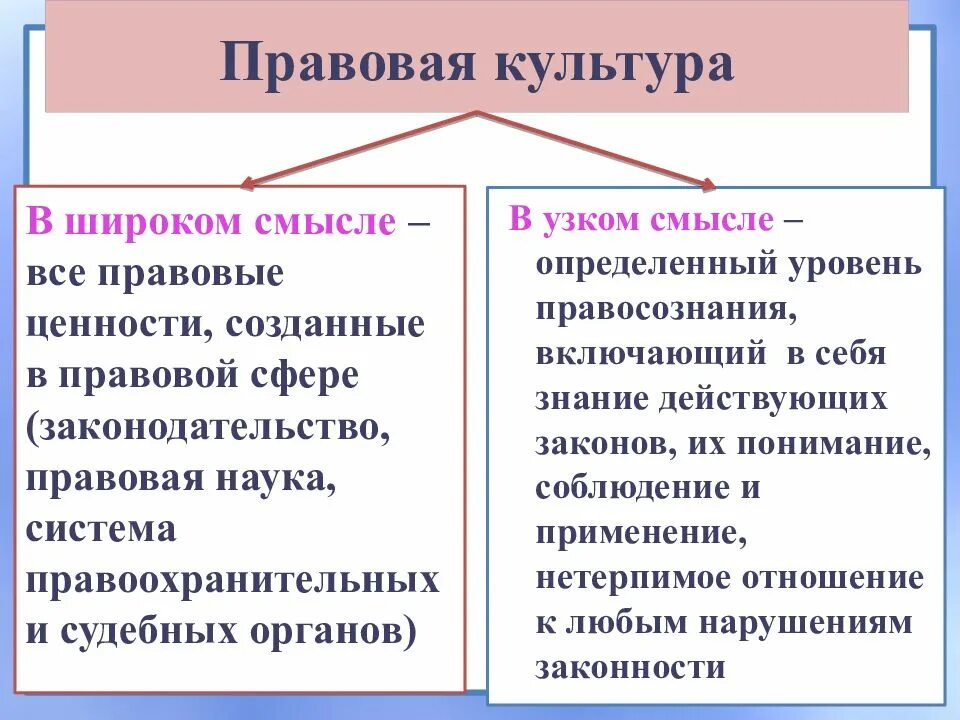 Правовая культура
В широком смысле –
все правовые
ценности, созданные
в правовой сфере
(законодательство,
правовая наука,
система
правоохранительных
и судебных органов)
В узком смысле –
определенный уровень
правосознания,
включающий в себя
знание действующих
законов, их понимание,
соблюдение и
применение,
нетерпимое отношение
к любым нарушениям
законности